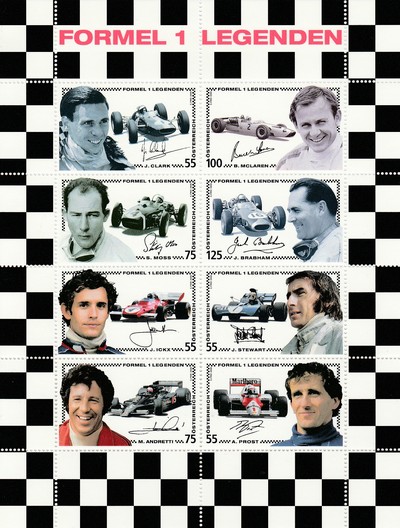 FORMEL 1 LEGENDEN
FORMEL 1 LEGENDEN
ÖSTERREICH
J. CLARK 55
FORMEL 1 LEGENDEN
ÖSTERREICH
100 B. MCLAREN
FORMEL 1 LEGENDEN
ÖSTERREICH
S. MOSS 75
FORMEL 1 LEGENDEN
ÖSTERREICH
125 J. BRABHAM
FORMEL 1 LEGENDEN
ÖSTERREICH
J. ICKX 55
FORMEL 1 LEGENDEN
ÖSTERREICH
55 J. STEWART
FORMEL 1 LEGENDEN
ÖSTERREICH
M. ANDRETTI 75
FORMEL 1 LEGENDEN
ÖSTERREICH
Marlboro
55 A. PROST